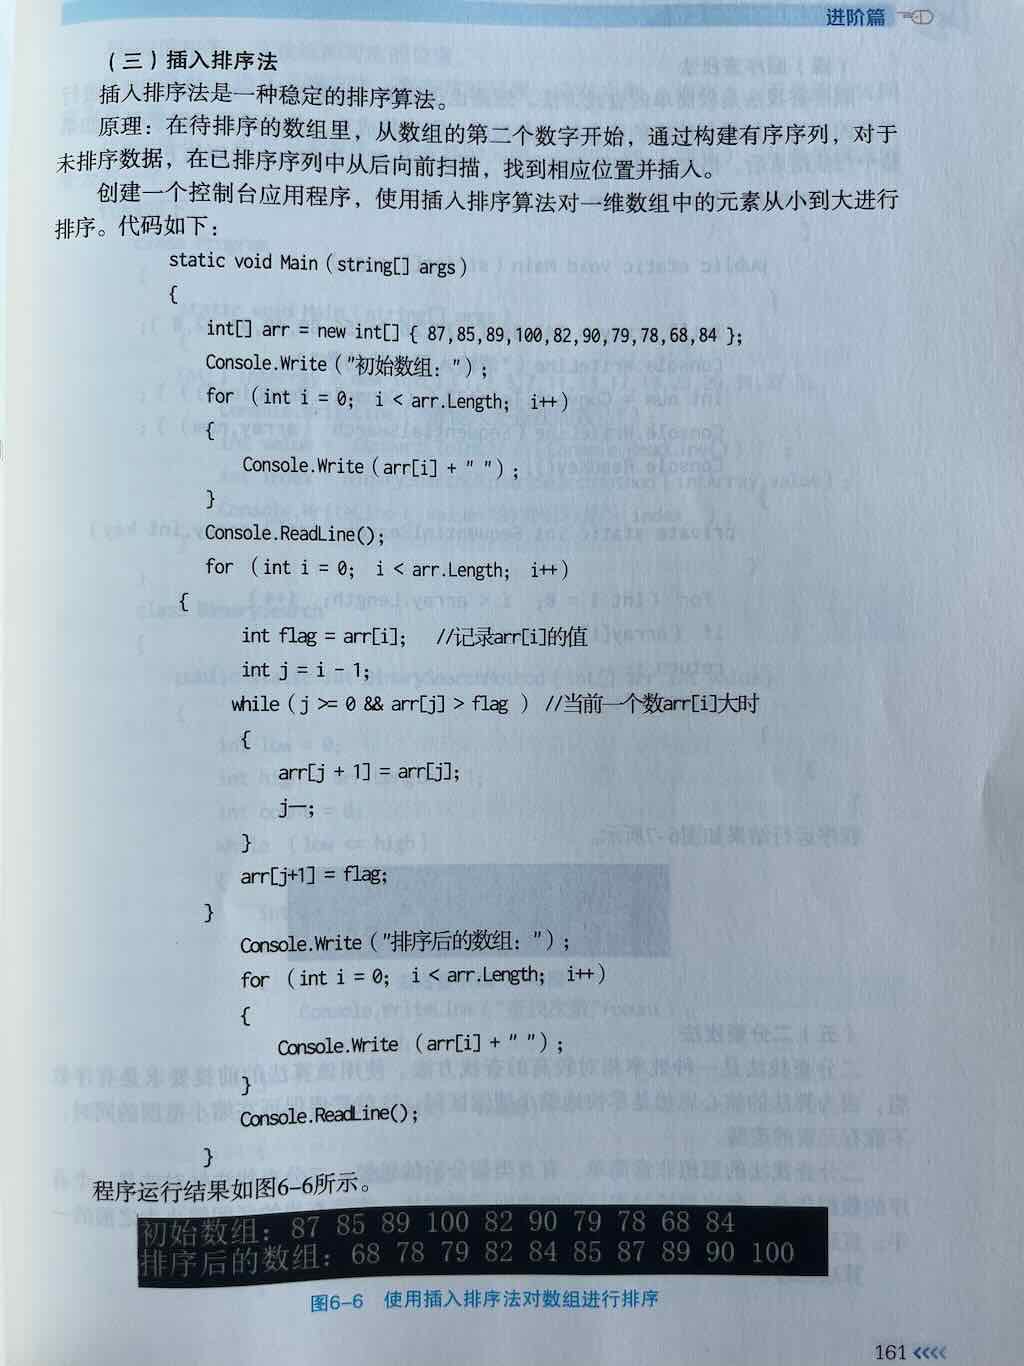 进阶篇
（三）插入排序法
插入排序法是一种稳定的排序算法。
原理：在待排序的数组里，从数组的第二个数字开始，通过构建有序序列，对于
未排序数据，在已排序序列中从后向前扫描，找到相应位置并插入。
创建一个控制台应用程序，使用插入排序算法对一维数组中的元素从小到大进行
排序。代码如下：
static void Main（string[] args）
{
int[] arr = new int[] { 87,85,89,100,82,90,79,78,68,84 };
Console.Write（"初始数组："）;
for （int i = 0; i < arr.Length; i++）
{
Console.Write（arr[i] + " "）;
}
Console.ReadLine();
for （int i = 0; i < arr.Length; i++）
{
int flag = arr[i]; //记录arr[i]的值
int j = i - 1;
while（j >= 0 && arr[j] > flag ）//当前一个数arr[i]大时
{
arr[j + 1] = arr[j];
j—;
}
arr[j+1] = flag;
}
Console.Write（"排序后的数组："）;
for （int i = 0; i < arr.Length; i++）
{
Console.Write （arr[i] + " "）;
}
Console.ReadLine();
}
程序运行结果如图6-6所示。
初始数组：87 85 89 100 82 90 79 78 68 84
排序后的数组：68 78 79 82 84 85 87 89 90 100
图6-6 使用插入排序法对数组进行排序
161